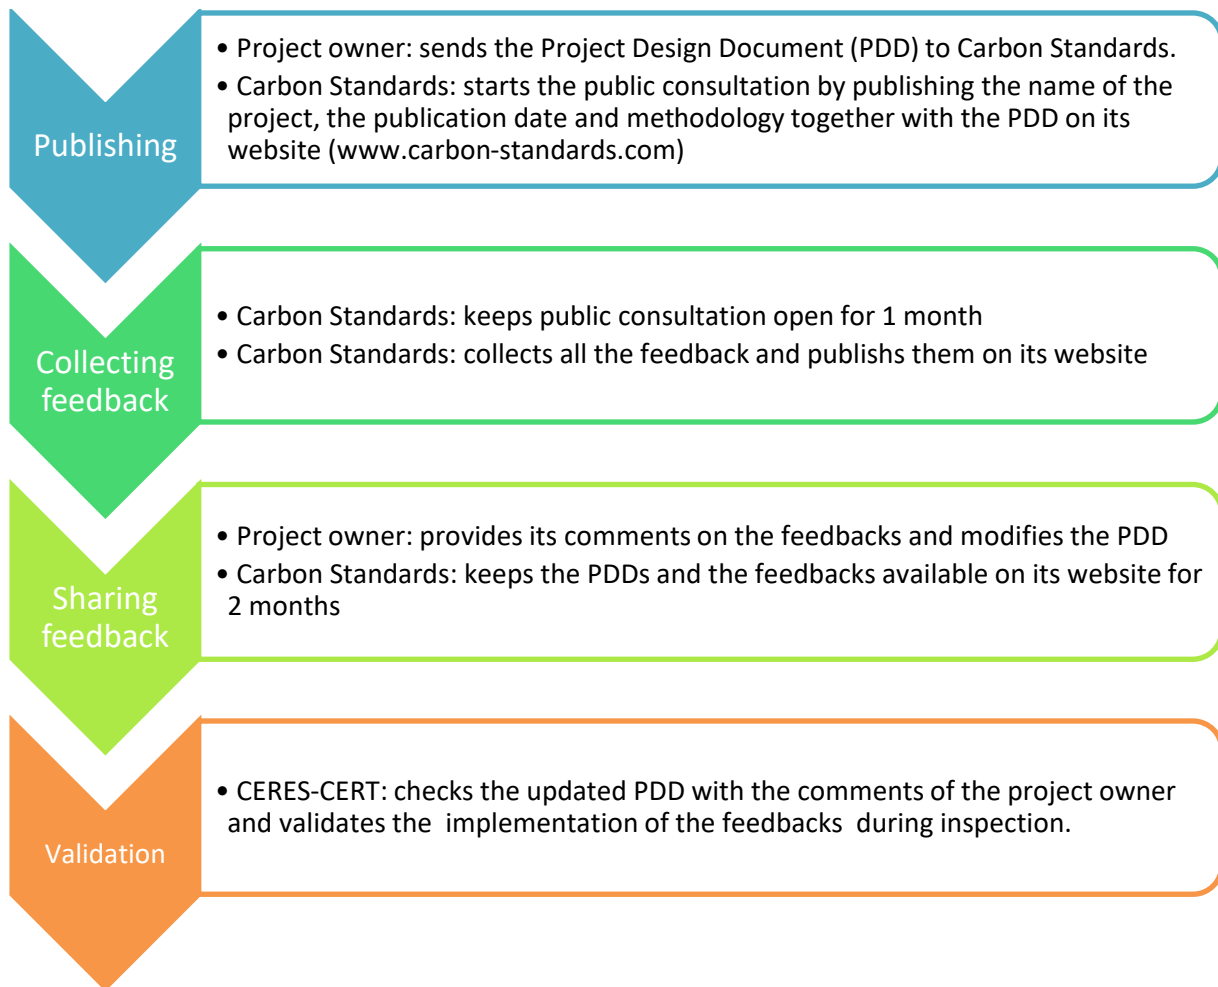 Publishing
• Project owner: sends the Project Design Document (PDD) to Carbon Standards.
• Carbon Standards: starts the public consultation by publishing the name of the
project, the publication date and methodology together with the PDD on its
website (www.carbon-standards.com)
Collecting
feedback
• Carbon Standards: keeps public consultation open for 1 month
• Carbon Standards: collects all the feedback and publishs them on its website
Sharing
feedback
• Project owner: provides its comments on the feedbacks and modifies the PDD
• Carbon Standards: keeps the PDDs and the feedbacks available on its website for
2 months
Validation
• CERES-CERT: checks the updated PDD with the comments of the project owner
and validates the  implementation of the feedbacks  during inspection.